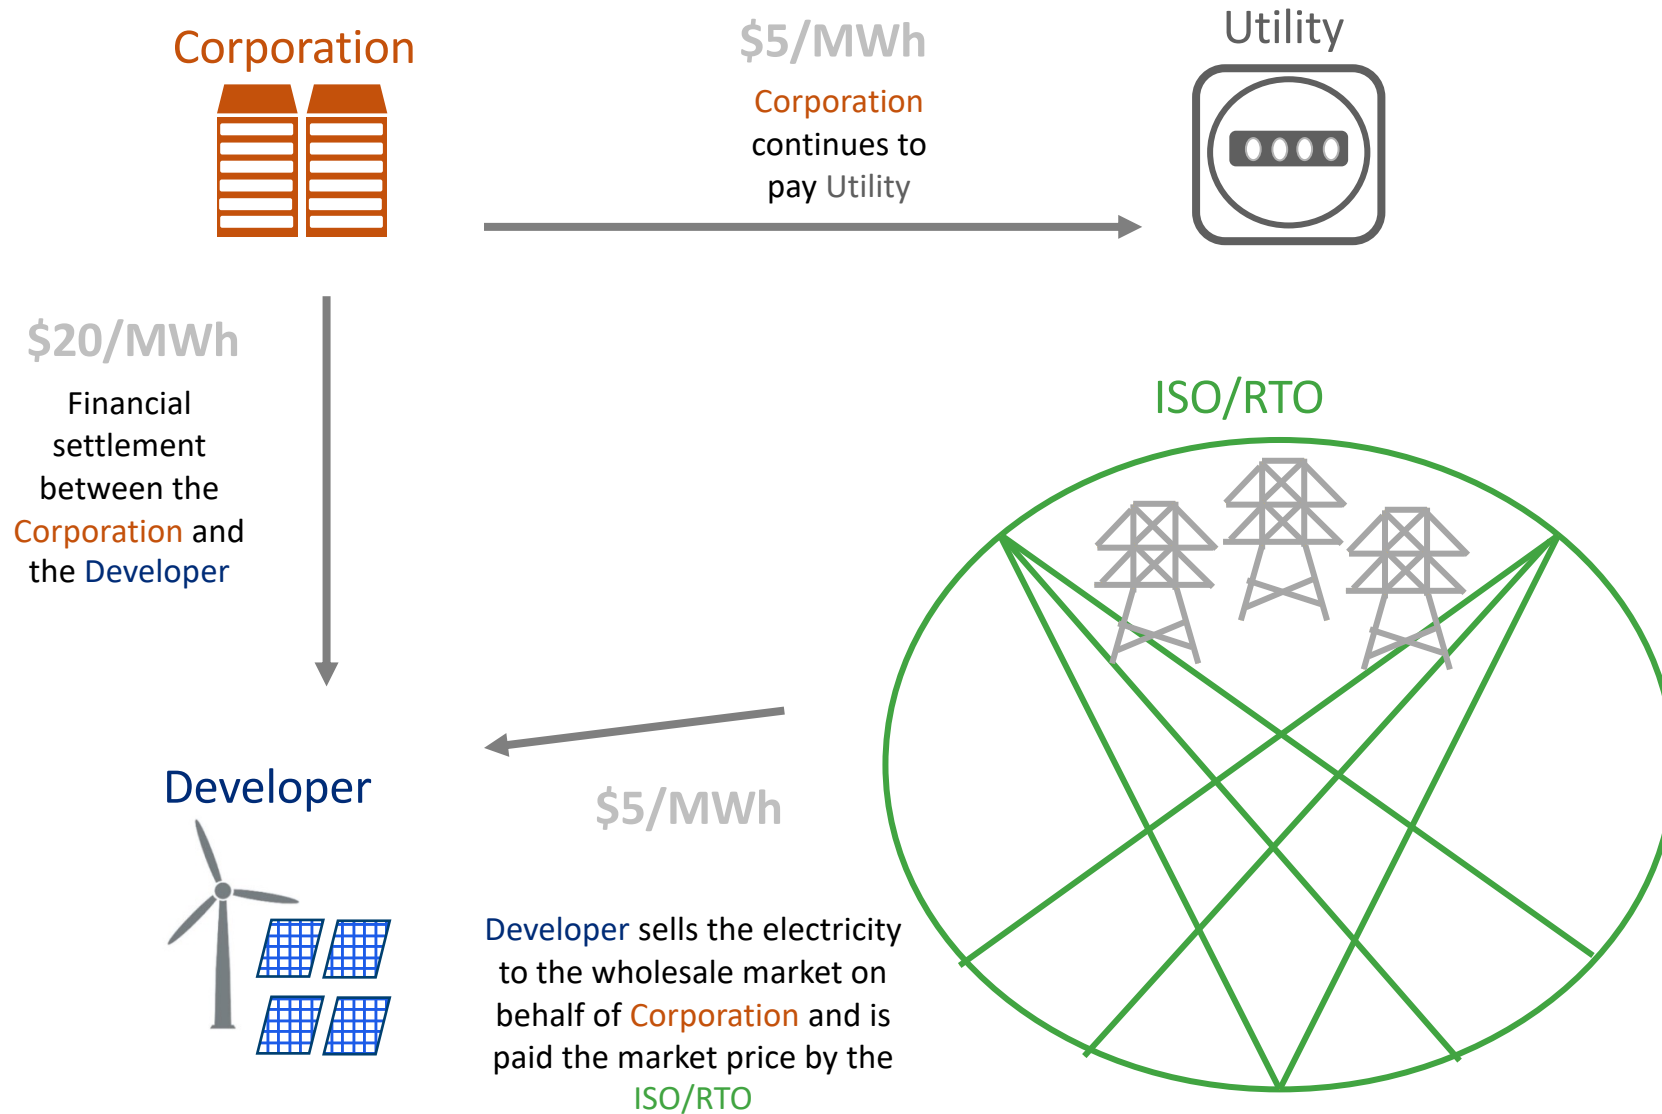 Corporation
$5/MWh
Corporation
continues to
pay Utility
Utility
$20/MWh
Financial
settlement
between the
Corporation and
the Developer
ISO/RTO
Developer
$5/MWh
Developer sells the electricity
to the wholesale market on
behalf of Corporation and is
paid the market price by the
ISO/RTO